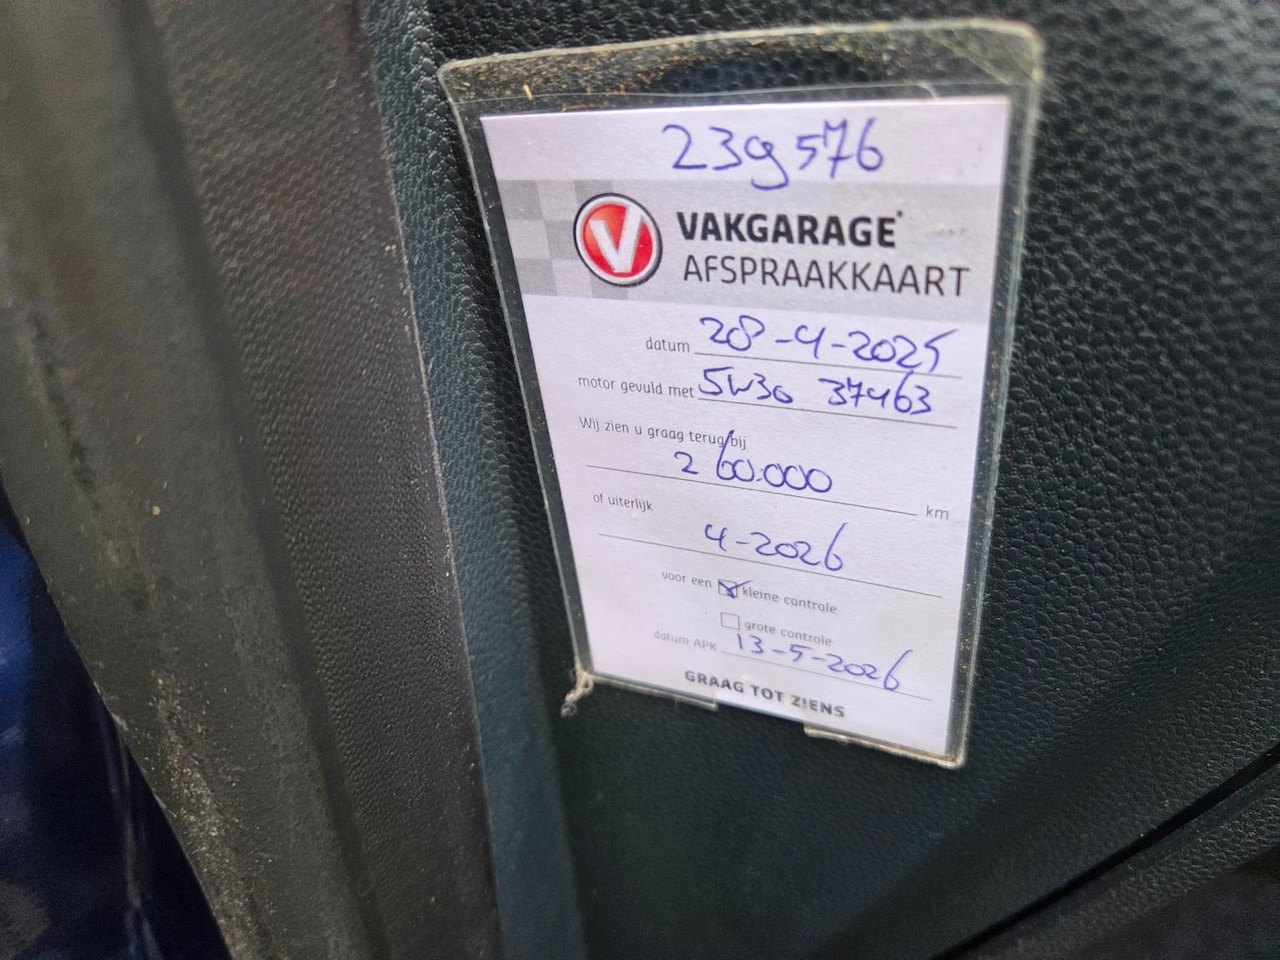 239576
V VAKGARAGE
AFSPRAAKKAART
datum 28-4-2025
motor gevuld met 5W30 37463
Wij zien u graag terug bij
260.000 km
of uiterlijk
4-2026
voor een kleine controle
grote controle
datum APK 13-5-2026
GRAAG TOT ZIENS